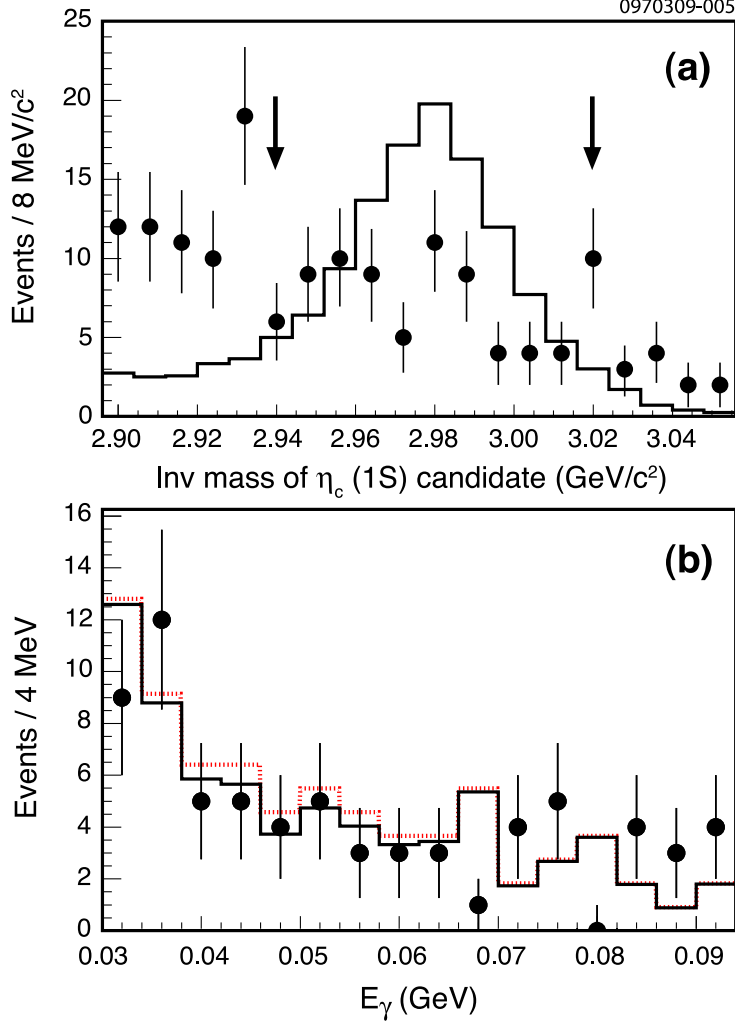 0970309-005
(a)
Events / 8 MeV/c²
25
20
15
10
5
0
2.90 2.92 2.94 2.96 2.98 3.00 3.02 3.04
Inv mass of ηc (1S) candidate (GeV/c²)
(b)
Events / 4 MeV
16
14
12
10
8
6
4
2
0
0.03 0.04 0.05 0.06 0.07 0.08 0.09
Eγ (GeV)